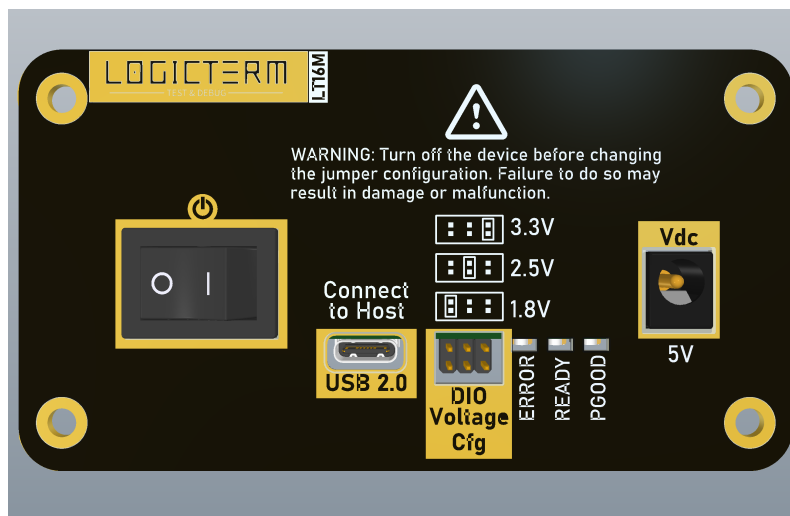 LOGICTERM
TEST & DEBUG
LT16M
WARNING: Turn off the device before changing
the jumper configuration. Failure to do so may
result in damage or malfunction.
3.3V
2.5V
1.8V
O I
Connect
to Host
USB 2.0
DIO
Voltage
Cfg
ERROR
READY
PGOOD
Vdc
5V